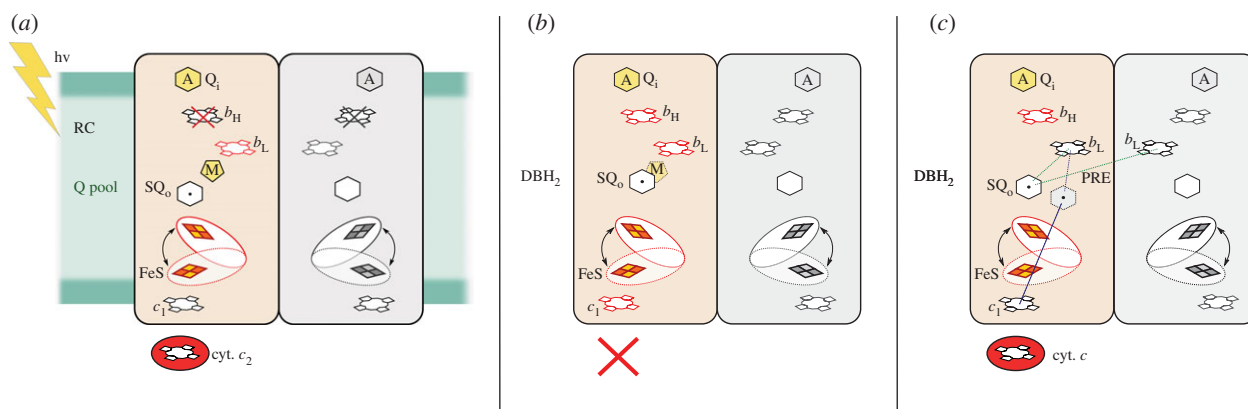 (a)
hν
A Qi A
bH
RC
bL
M
Q pool
SQo
FeS
c1
cyt. c2
(b)
A Qi A
bH
bL
M
DBH2
SQo
FeS
c1
(c)
A Qi A
bH
bL bL
DBH2
SQo
PRE
FeS
c1
cyt. c